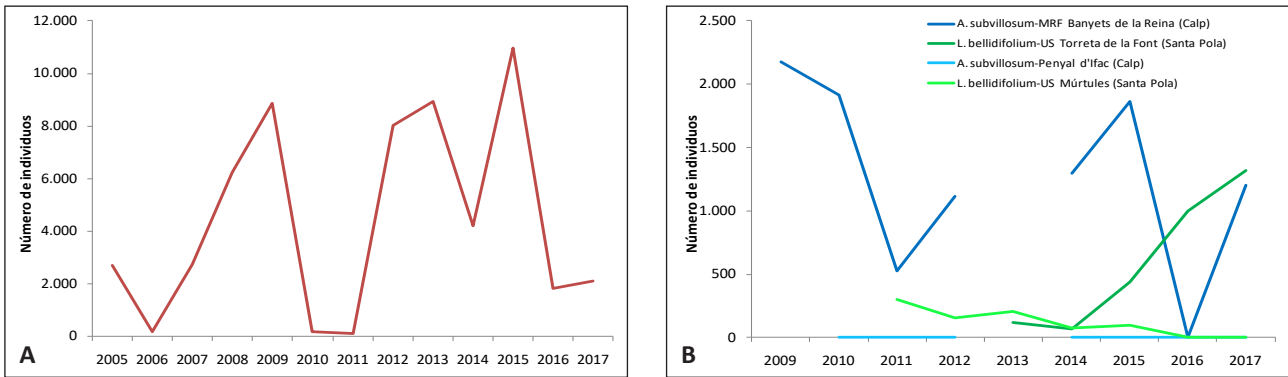 Número de individuos
12.000
10.000
8.000
6.000
4.000
2.000
0
2005 2006 2007 2008 2009 2010 2011 2012 2013 2014 2015 2016 2017
A
Número de individuos
2.500
2.000
1.500
1.000
500
0
A. subvillosum-MRF Banyets de la Reina (Calp)
L. bellidifolium-US Torreta de la Font (Santa Pola)
A. subvillosum-Penyal d'Ifac (Calp)
L. bellidifolium-US Múrtules (Santa Pola)
2009 2010 2011 2012 2013 2014 2015 2016 2017
B